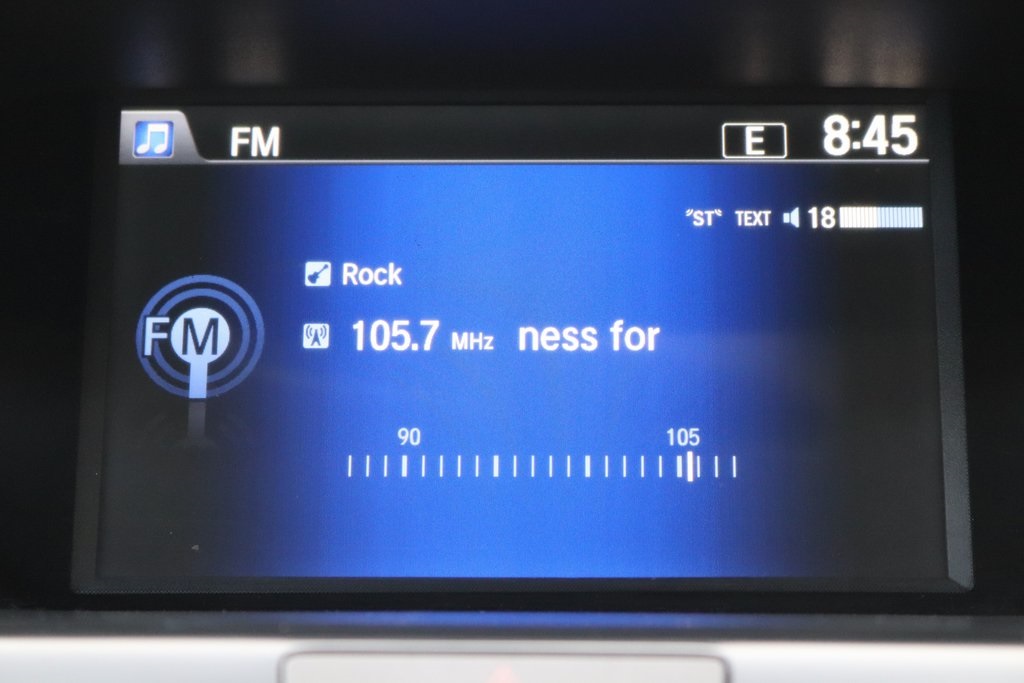 FM E 8:45
"ST" TEXT 18
Rock
FM
105.7 MHz ness for
90 105